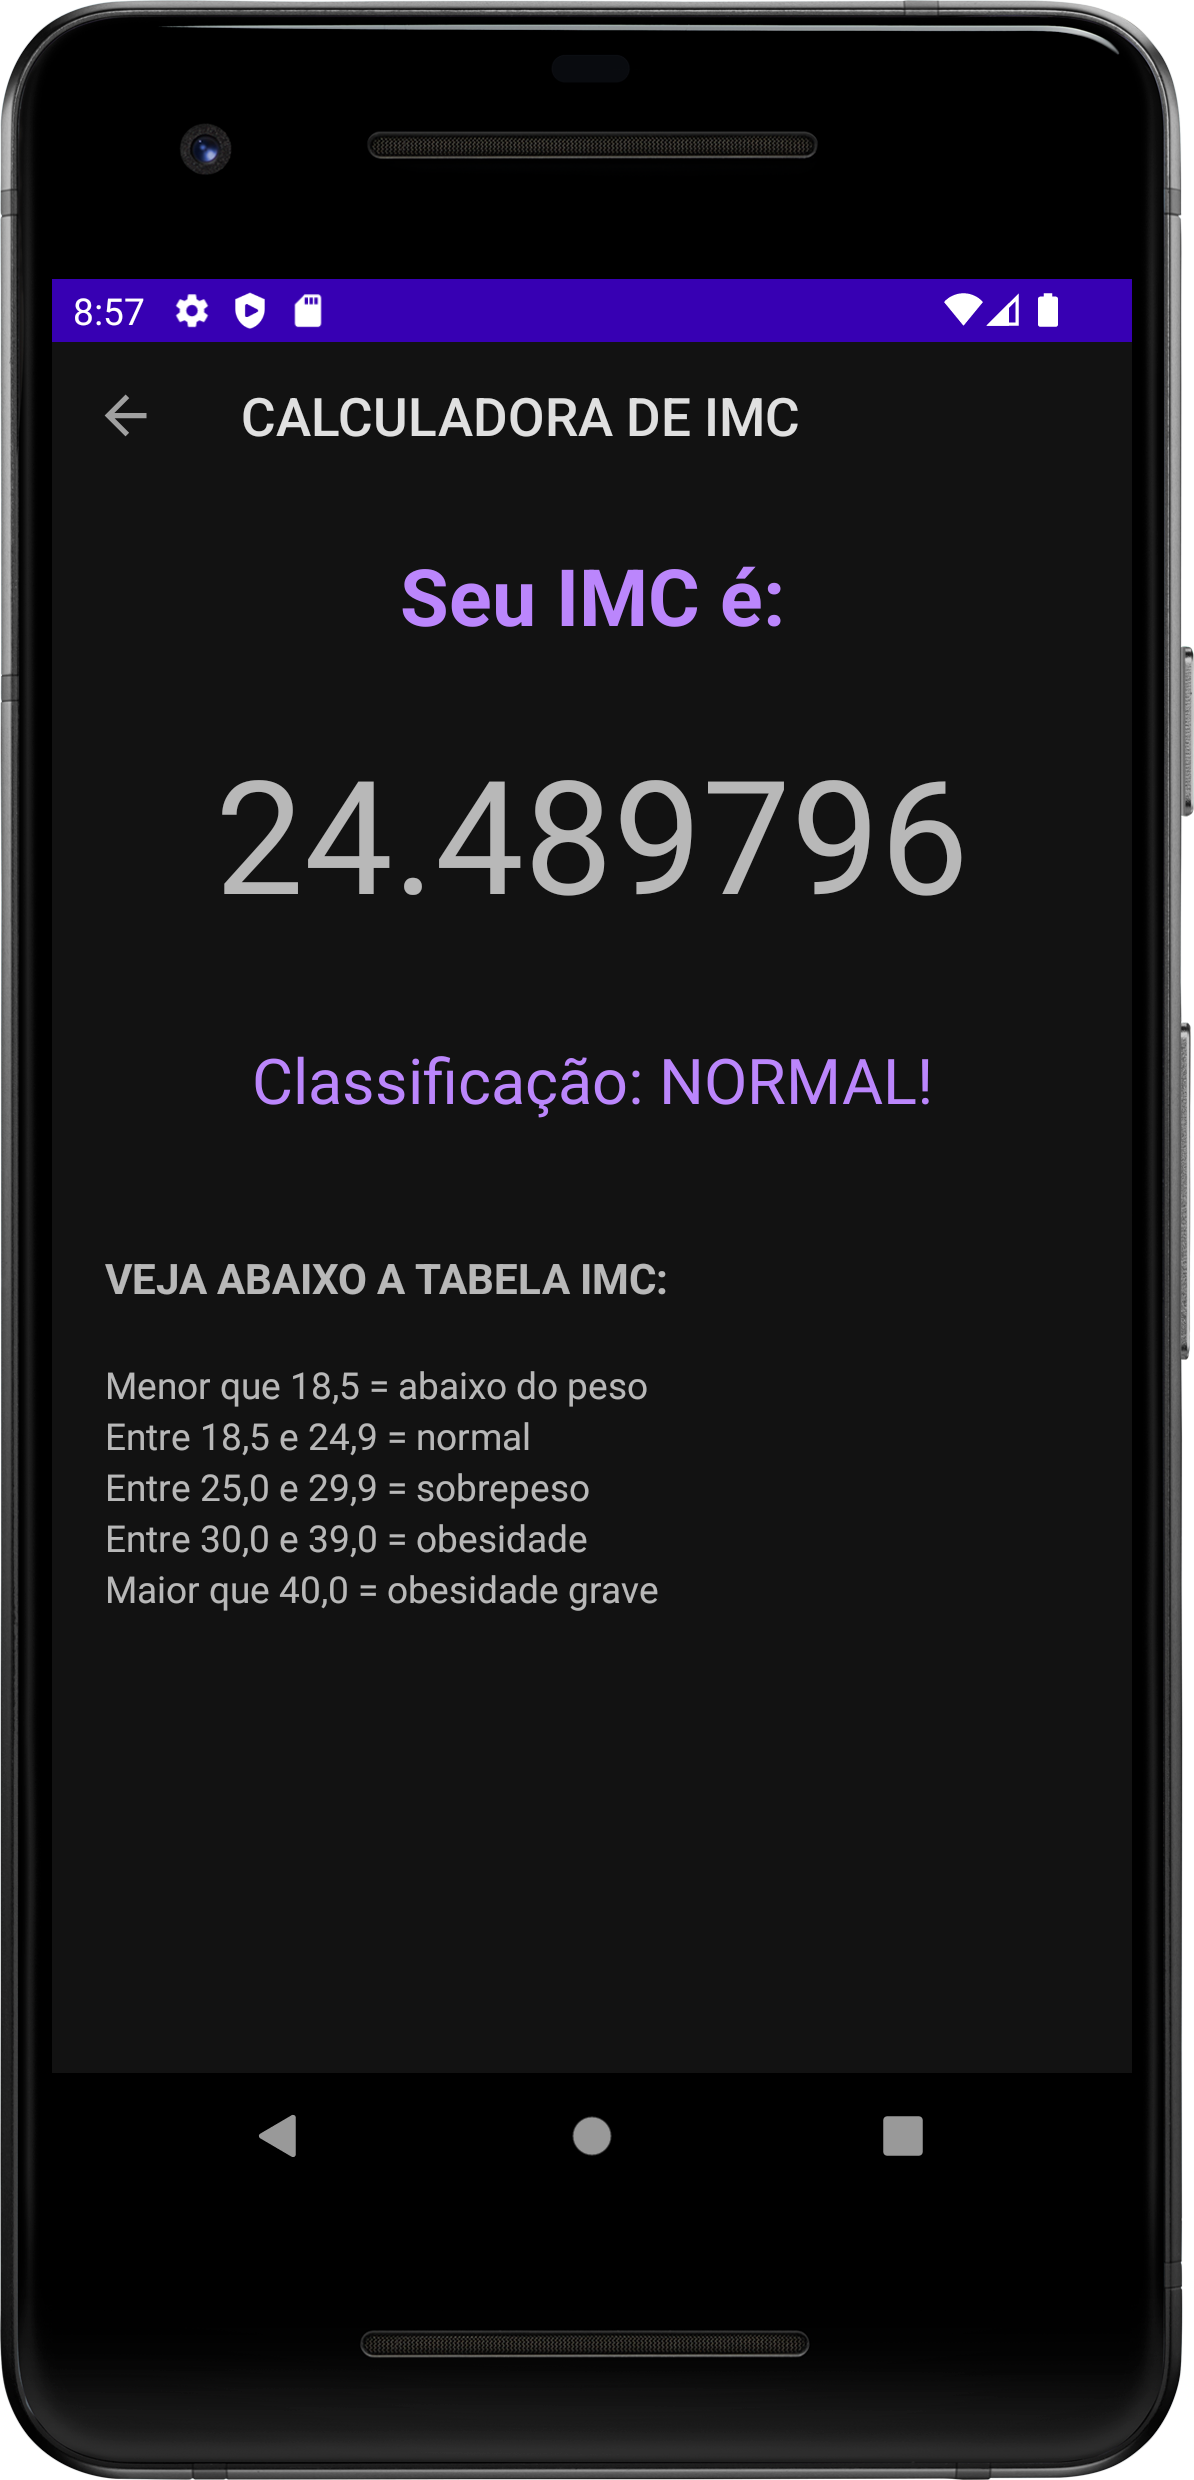 8:57
CALCULADORA DE IMC
Seu IMC é:
24.489796
Classificação: NORMAL!
VEJA ABAIXO A TABELA IMC:
Menor que 18,5 = abaixo do peso
Entre 18,5 e 24,9 = normal
Entre 25,0 e 29,9 = sobrepeso
Entre 30,0 e 39,0 = obesidade
Maior que 40,0 = obesidade grave